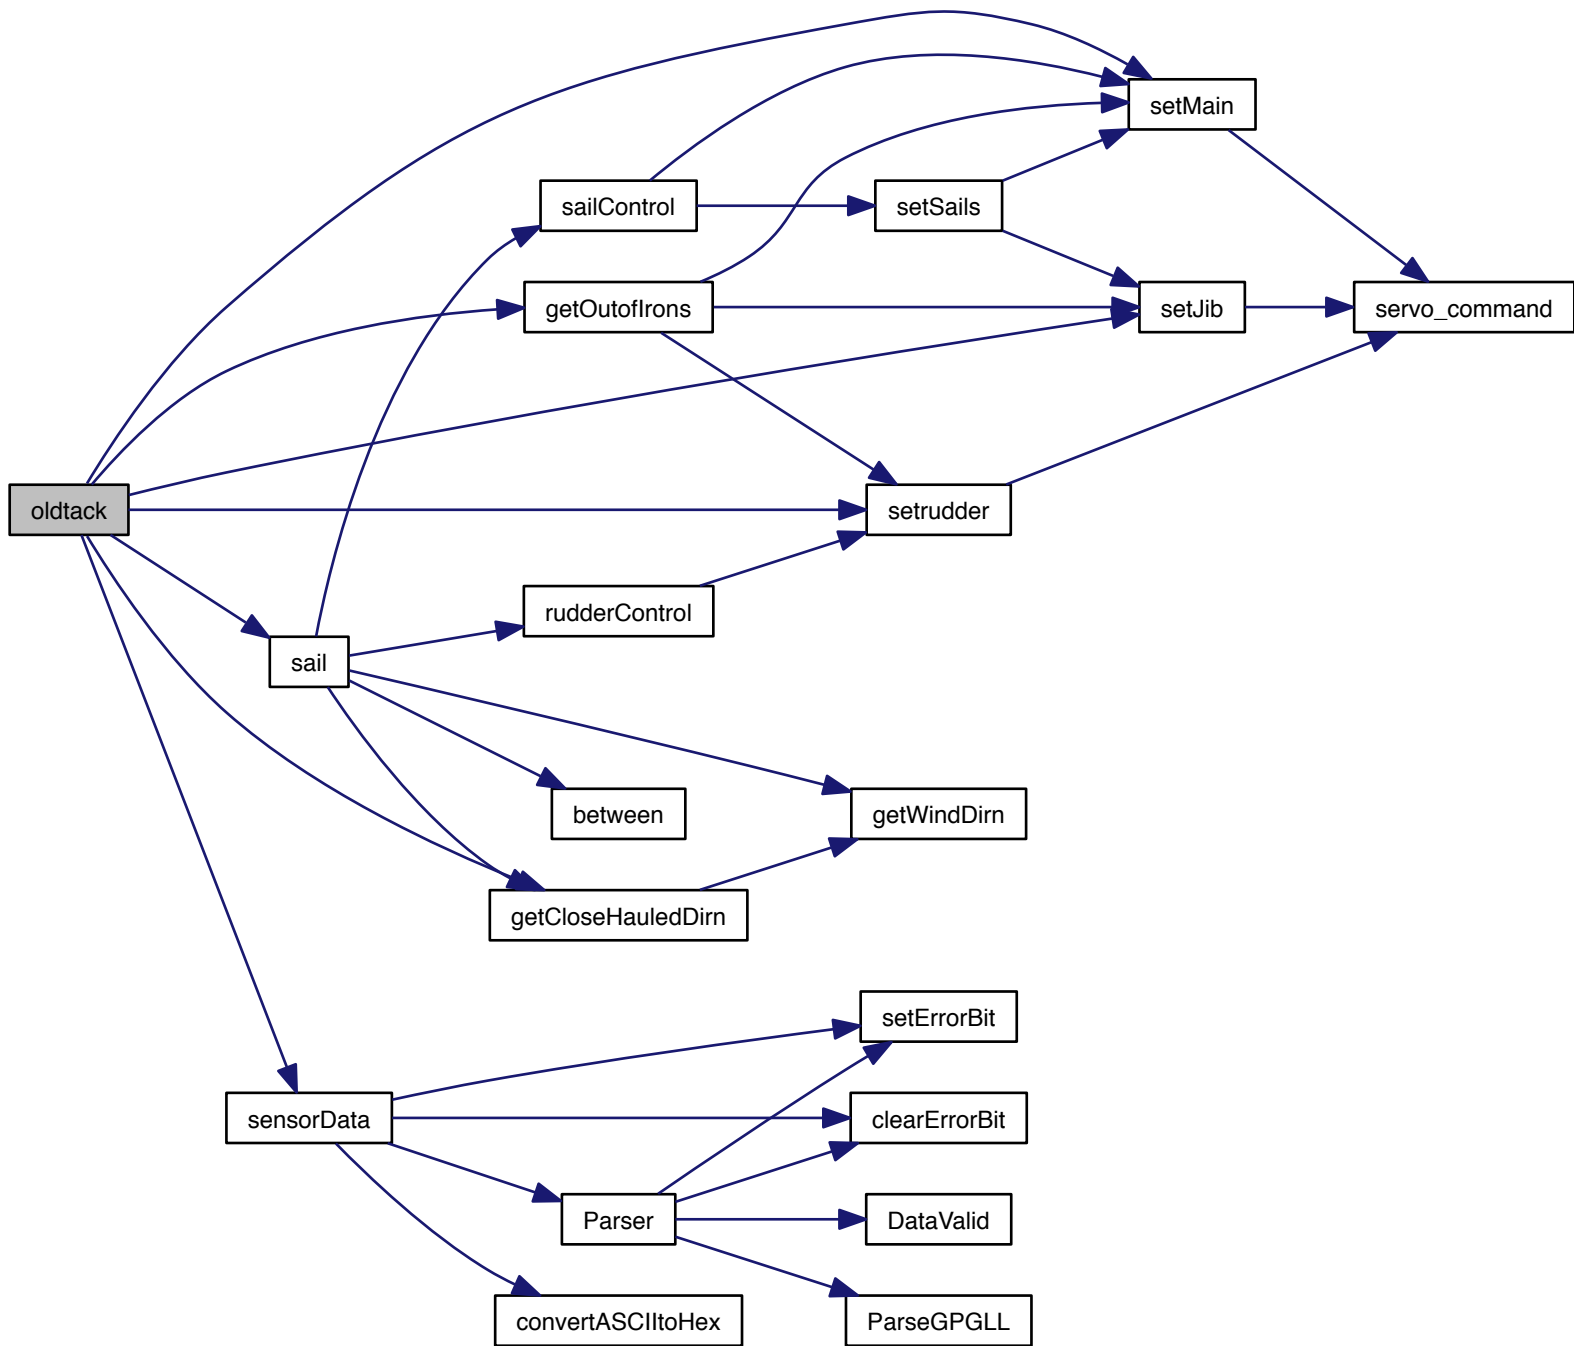 setMain
sailControl
setSails
getOutofIrons
setJib
servo_command
oldtack
setrudder
rudderControl
sail
between
getWindDirn
getCloseHauledDirn
setErrorBit
sensorData
clearErrorBit
Parser
DataValid
convertASCIItoHex
ParseGPGLL